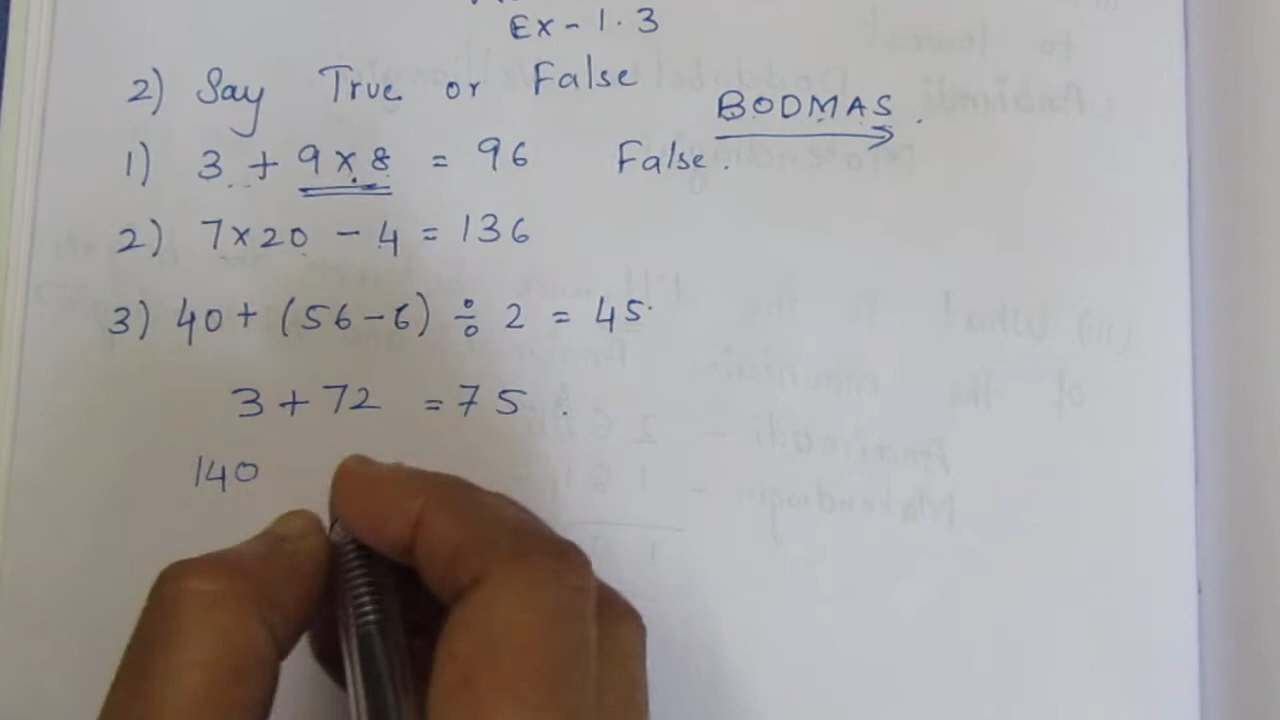 Ex - 1.3
2) Say True or False
BODMAS.
1) 3 + 9 x 8 = 96 False.
2) 7 x 20 - 4 = 136
3) 40 + (56 - 6) ÷ 2 = 45
3 + 72 = 75.
140